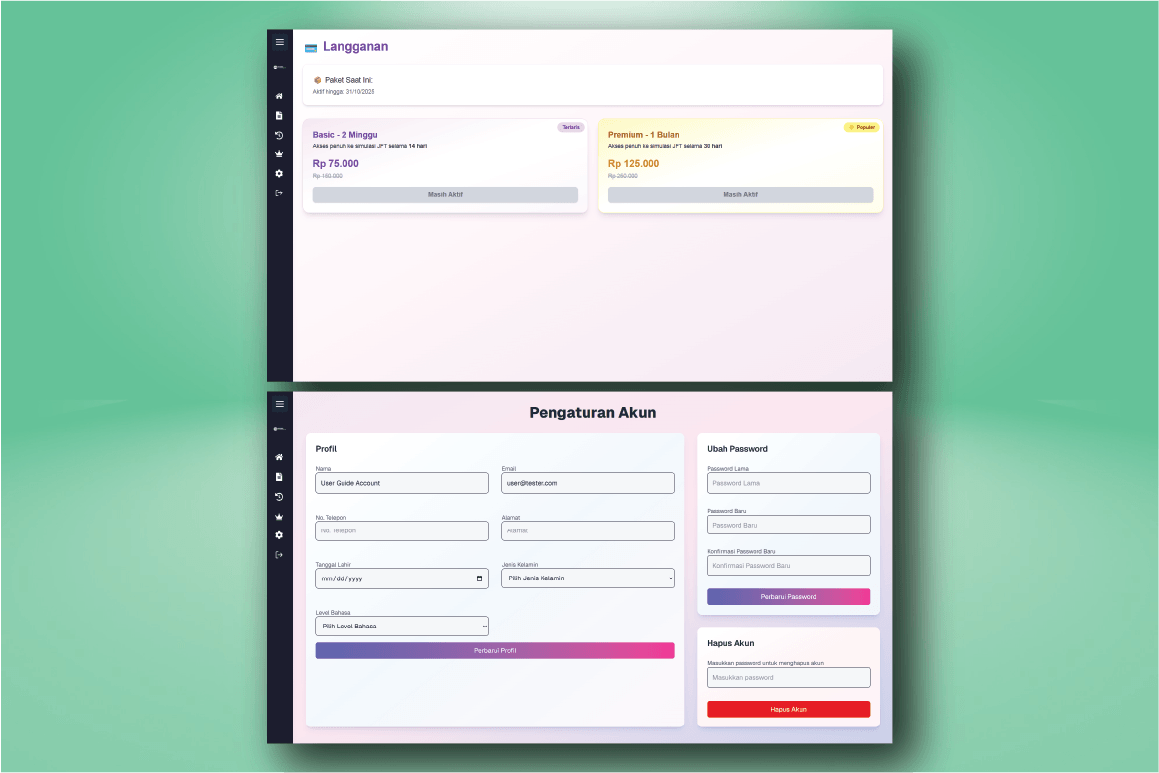 Langganan
Paket Saat Ini:
Aktif hingga: 31/10/2025
Terlaris
Basic - 2 Minggu
Akses penuh ke simulasi JFT selama 14 hari
Rp 75.000
Rp 150.000
Masih Aktif
Populer
Premium - 1 Bulan
Akses penuh ke simulasi JFT selama 30 hari
Rp 125.000
Rp 250.000
Masih Aktif
Pengaturan Akun
Profil
Nama
User Guide Account
Email
user@tester.com
No. Telepon
No. Telepon
Alamat
Alamat
Tanggal Lahir
mm/dd/yyyy
Jenis Kelamin
Pilih Jenis Kelamin
Level Bahasa
Pilih Level Bahasa
Perbarui Profil
Ubah Password
Password Lama
Password Lama
Password Baru
Password Baru
Konfirmasi Password Baru
Konfirmasi Password Baru
Perbarui Password
Hapus Akun
Masukkan password untuk menghapus akun
Masukkan password
Hapus Akun